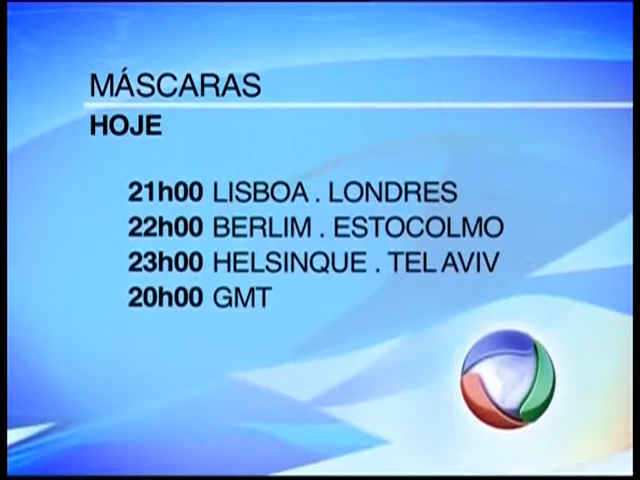 MÁSCARAS
HOJE
21h00 LISBOA . LONDRES
22h00 BERLIM . ESTOCOLMO
23h00 HELSINQUE . TEL AVIV
20h00 GMT